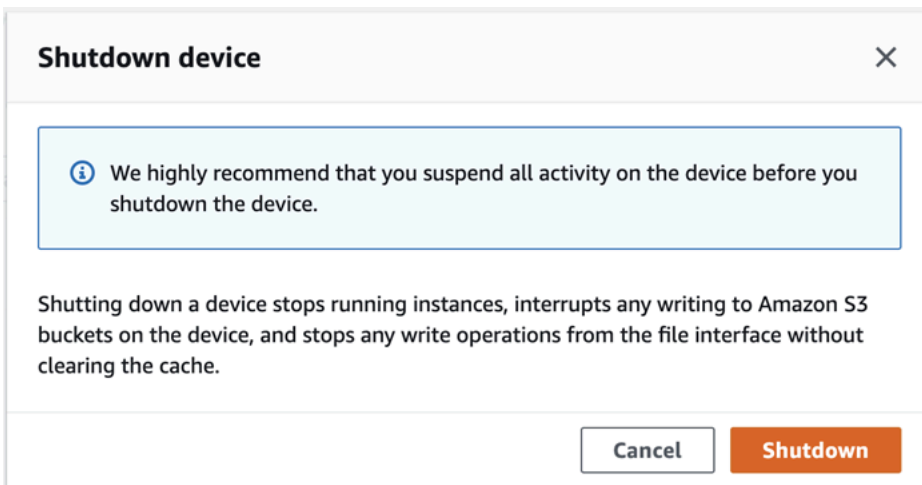 Shutdown device
We highly recommend that you suspend all activity on the device before you
shutdown the device.
Shutting down a device stops running instances, interrupts any writing to Amazon S3
buckets on the device, and stops any write operations from the file interface without
clearing the cache.
Cancel Shutdown